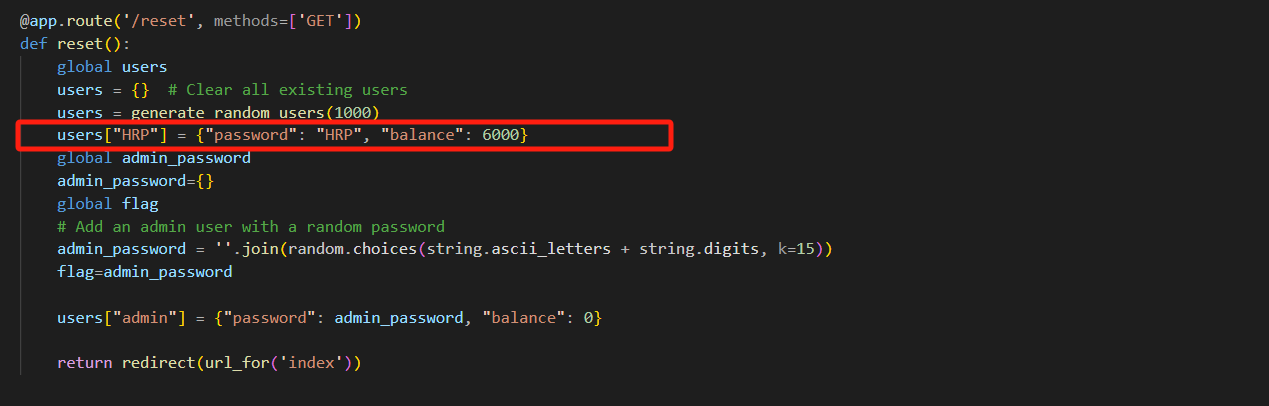 @app.route('/reset', methods=['GET'])
def reset():
    global users
    users = {}  # Clear all existing users
    users = generate_random_users(1000)
    users["HRP"] = {"password": "HRP", "balance": 6000}
    global admin_password
    admin_password={}
    global flag
    # Add an admin user with a random password
    admin_password = ''.join(random.choices(string.ascii_letters + string.digits, k=15))
    flag=admin_password
    users["admin"] = {"password": admin_password, "balance": 0}
    return redirect(url_for('index'))